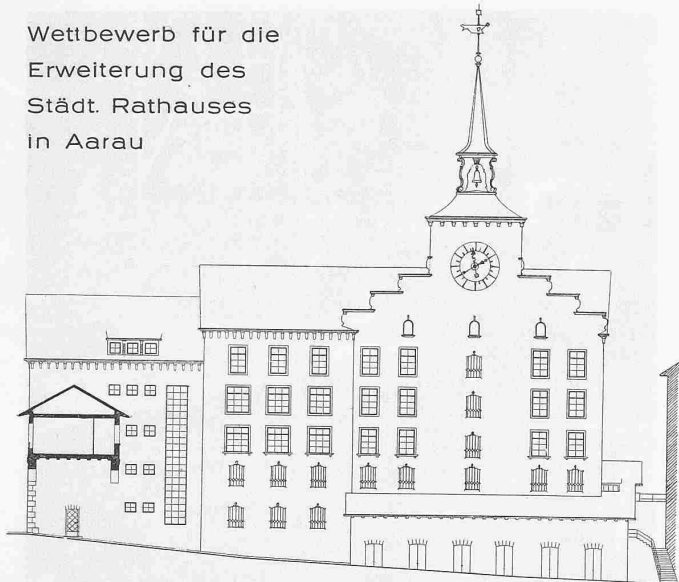 Wettbewerb für die
Erweiterung des
Städt. Rathauses
in Aarau